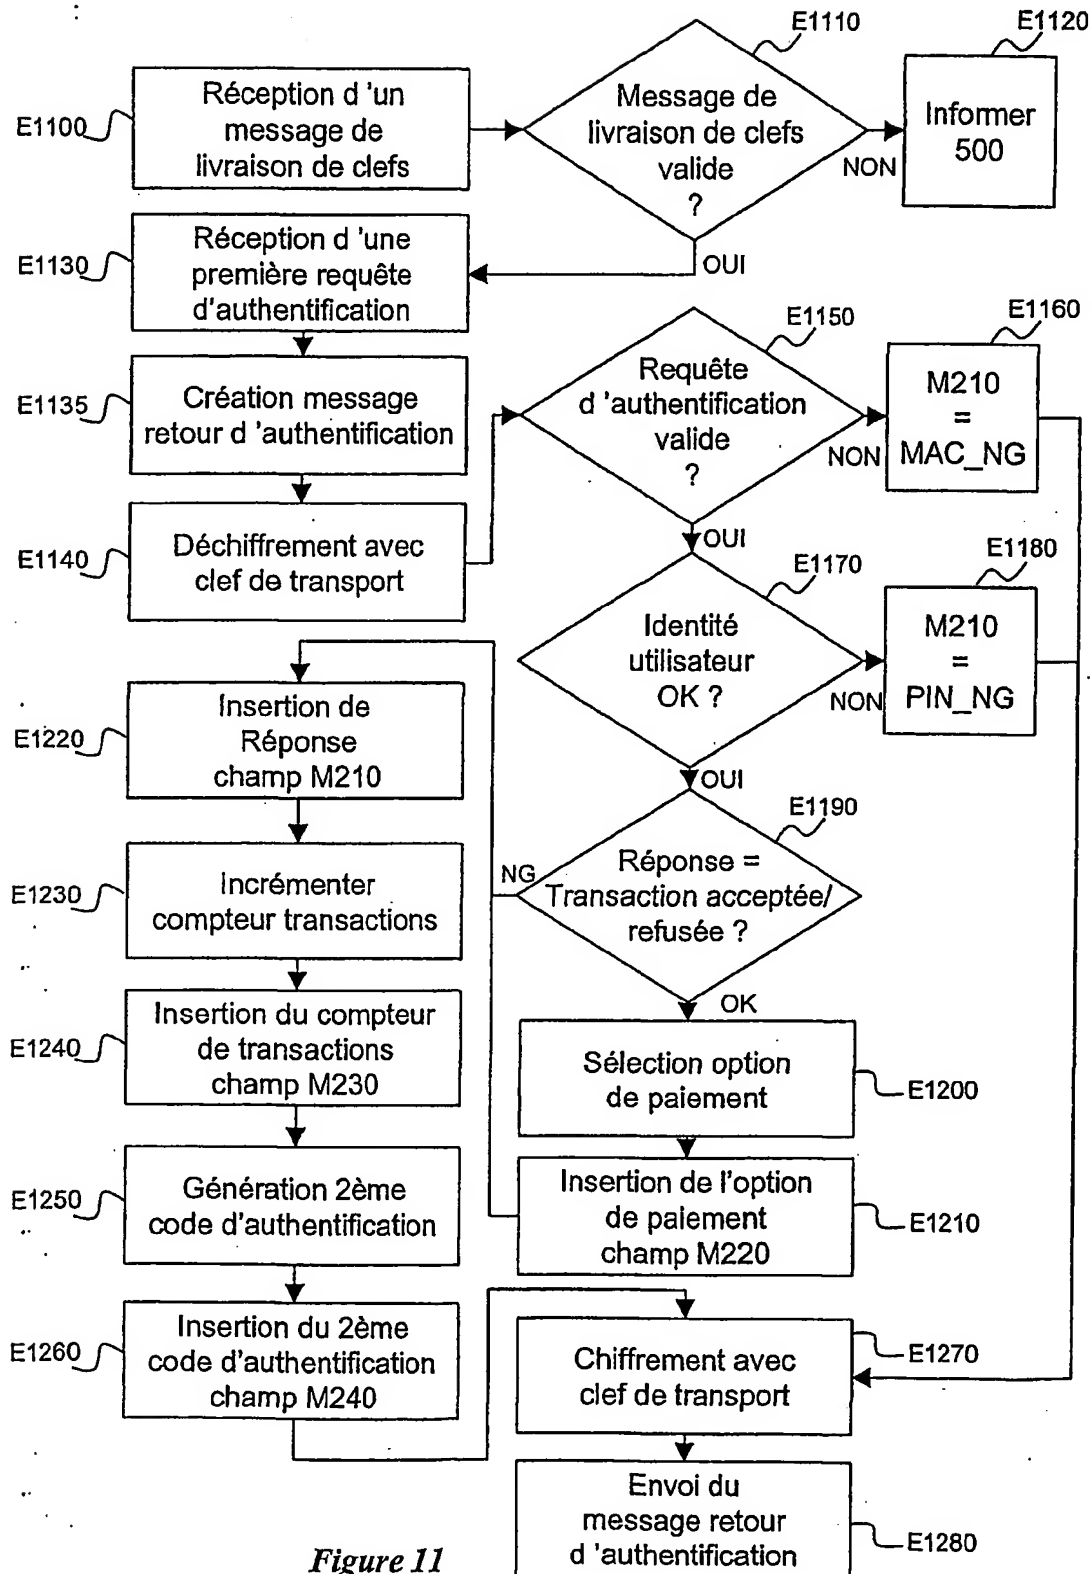 E1100
Réception d 'un
message de
livraison de clefs
E1110
Message de
livraison de clefs
valide
?
NON
OUI
E1120
Informer
500
E1130
Réception d 'une
première requête
d'authentification
E1135
Création message
retour d 'authentification
E1140
Déchiffrement avec
clef de transport
E1150
Requête
d 'authentification
valide
?
NON
OUI
E1160
M210
=
MAC_NG
E1170
Identité
utilisateur
OK ?
NON
OUI
E1180
M210
=
PIN_NG
E1190
Réponse =
Transaction acceptée/
refusée ?
NG
OK
Sélection option
de paiement
E1200
Insertion de l'option
de paiement
champ M220
E1210
E1220
Insertion de
Réponse
champ M210
E1230
Incrémenter
compteur transactions
E1240
Insertion du compteur
de transactions
champ M230
E1250
Génération 2ème
code d'authentification
E1260
Insertion du 2ème
code d'authentification
champ M240
Chiffrement avec
clef de transport
E1270
Envoi du
message retour
d 'authentification
E1280
Figure 11